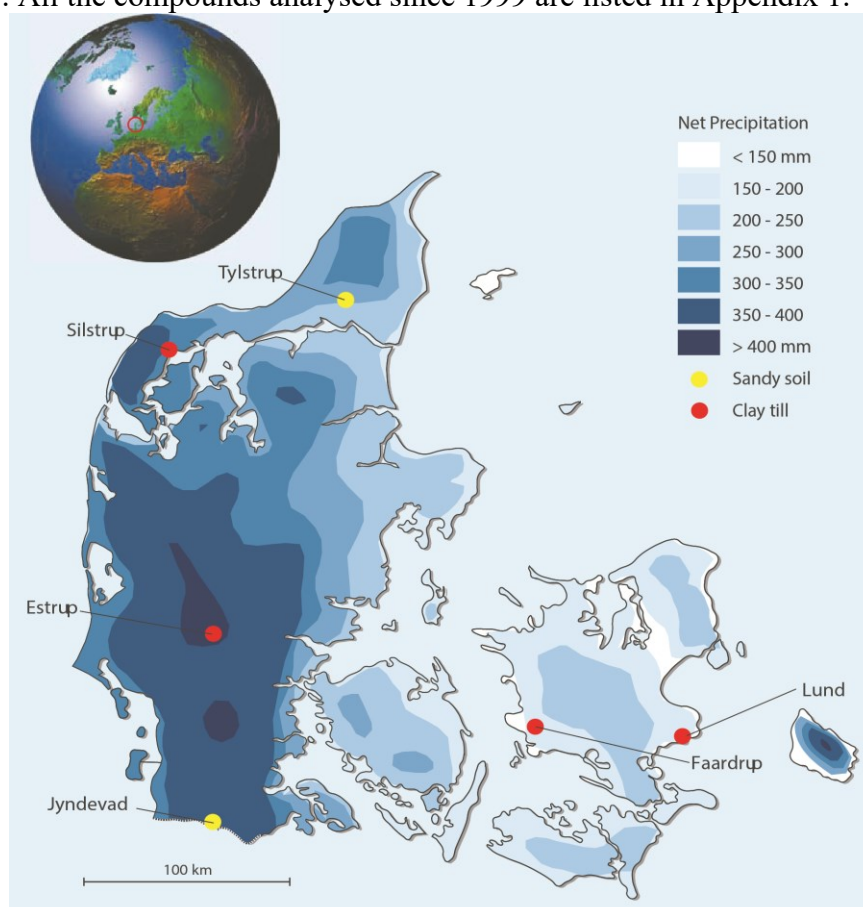 . All the compounds analysed since 1999 are listed in Appendix 1.
Net Precipitation
< 150 mm
150 - 200
200 - 250
250 - 300
300 - 350
350 - 400
> 400 mm
Sandy soil
Clay till
Tylstrup
Silstrup
Estrup
Lund
Faardrup
Jyndevad
100 km